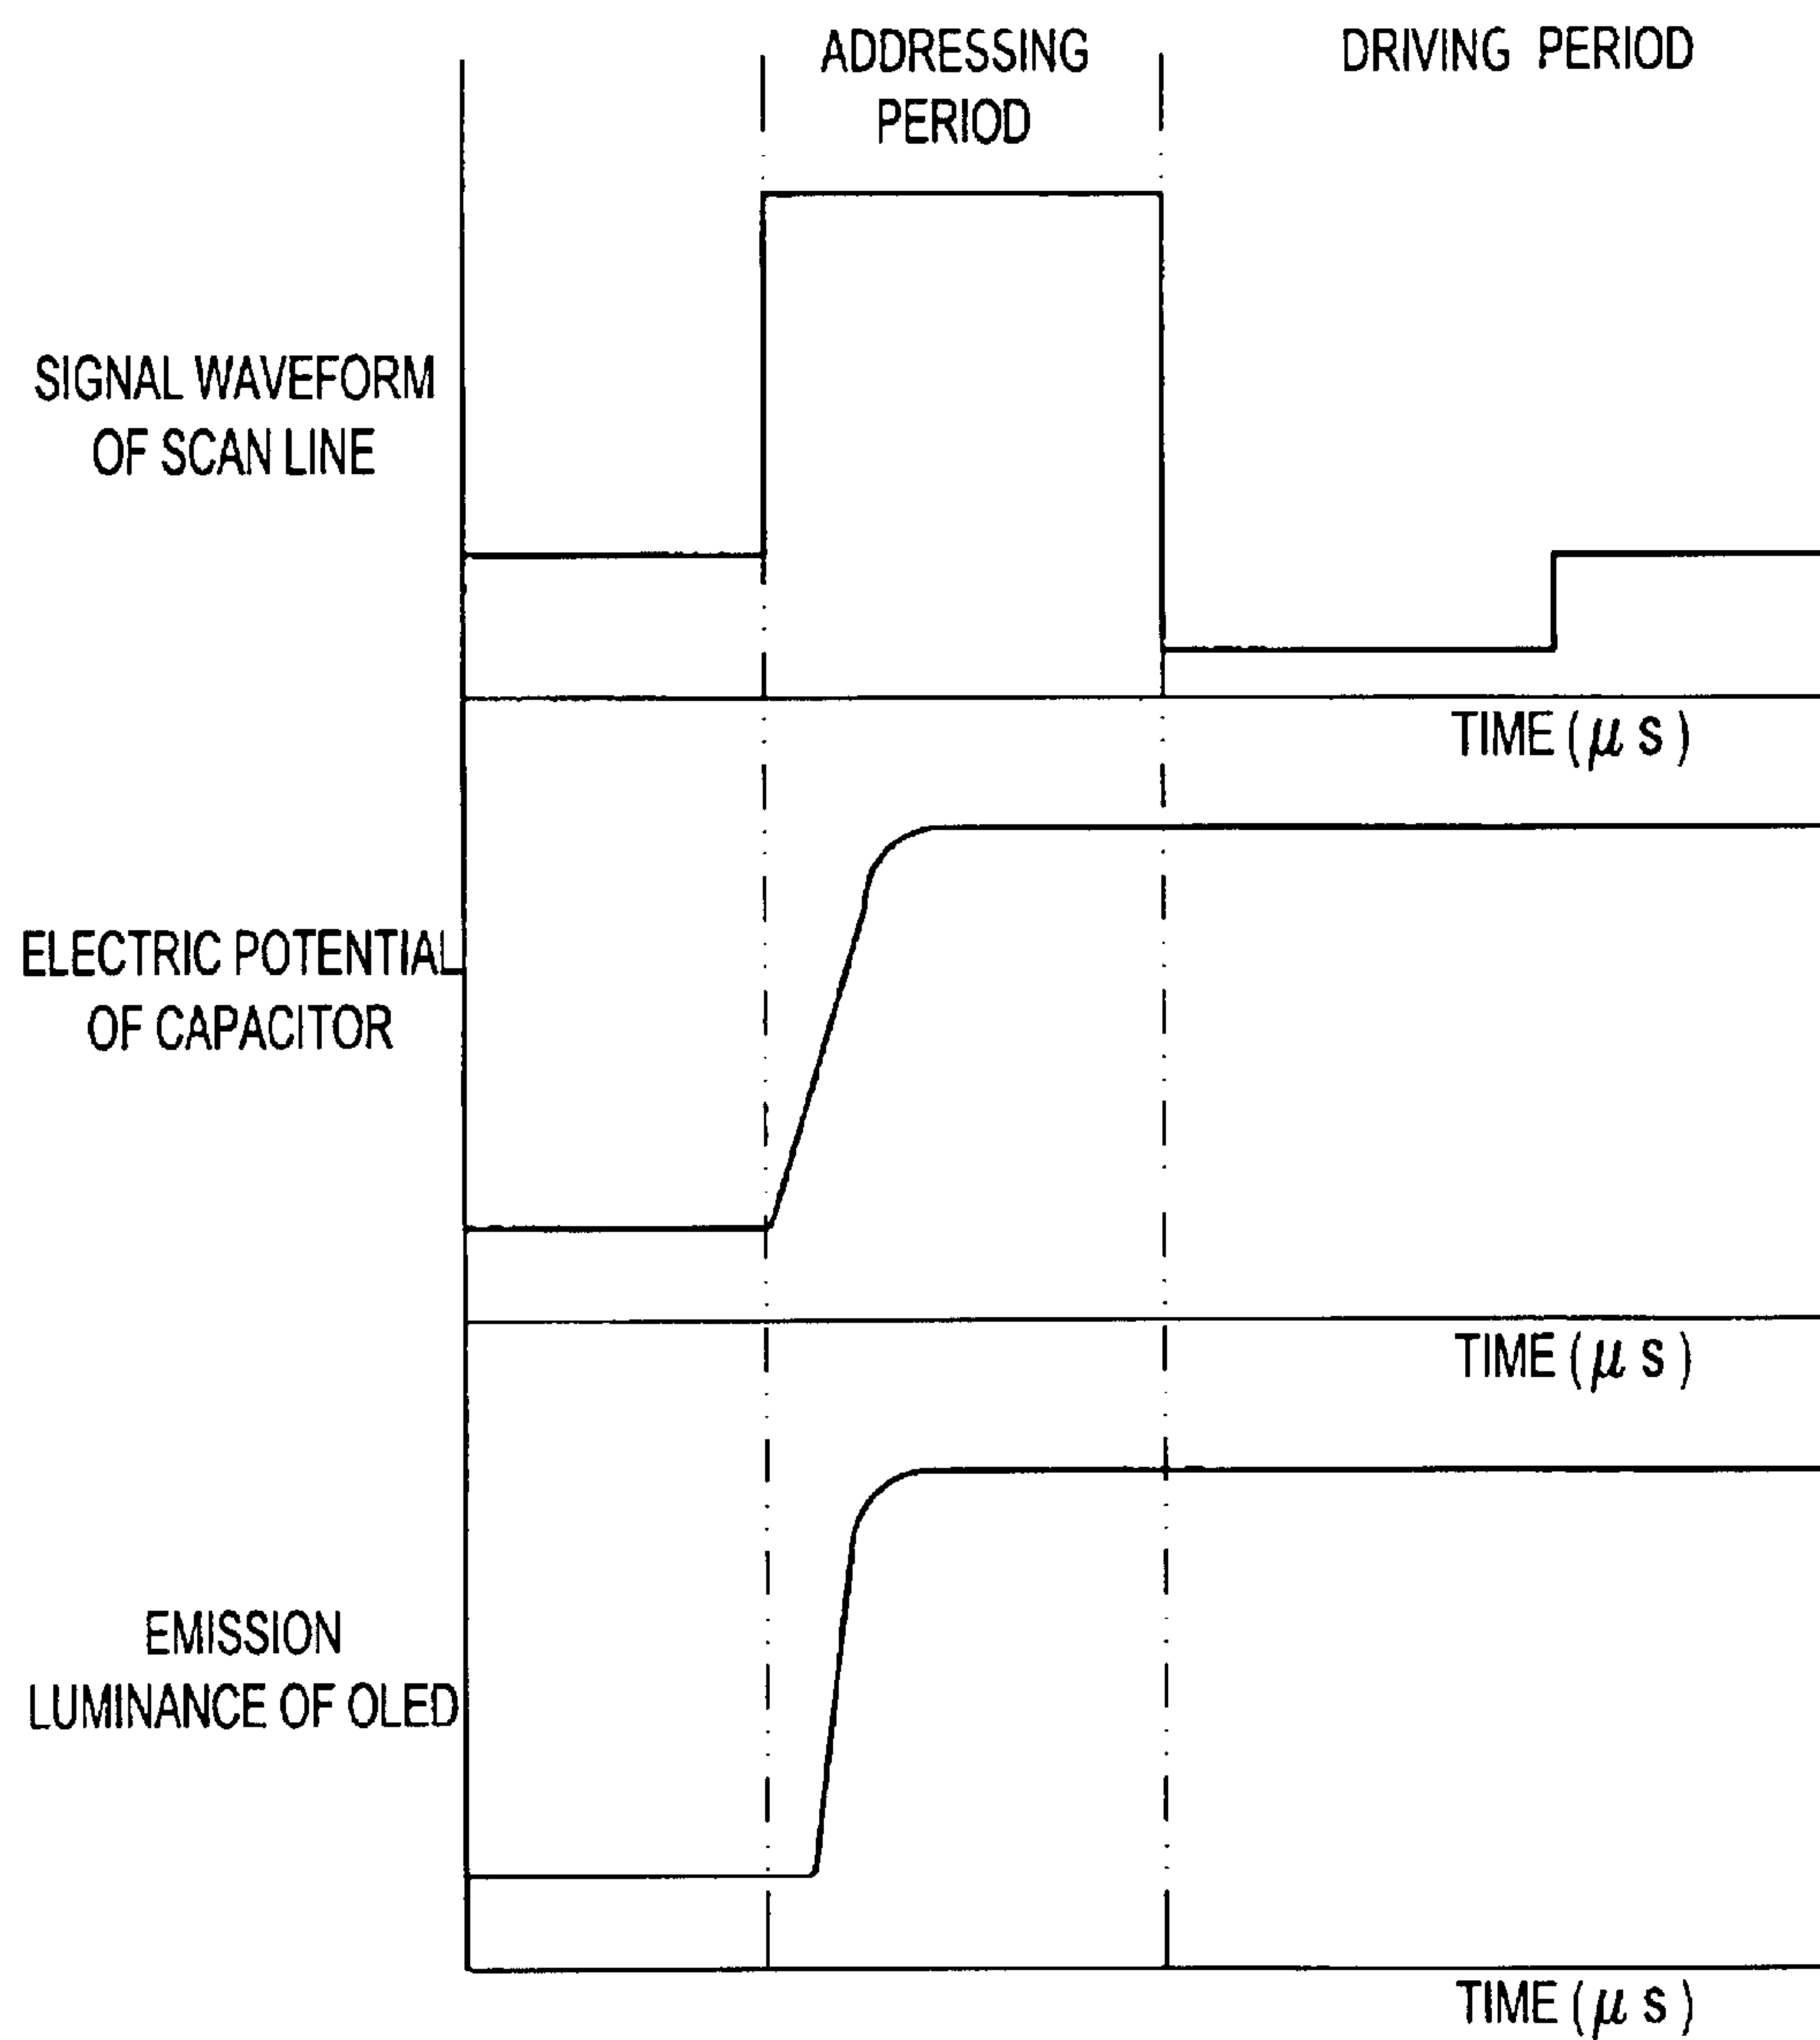 ADDRESSING
PERIOD
DRIVING PERIOD
SIGNAL WAVEFORM
OF SCAN LINE
TIME (μ s)
ELECTRIC POTENTIAL
OF CAPACITOR
TIME (μ s)
EMISSION
LUMINANCE OF OLED
TIME (μ s)